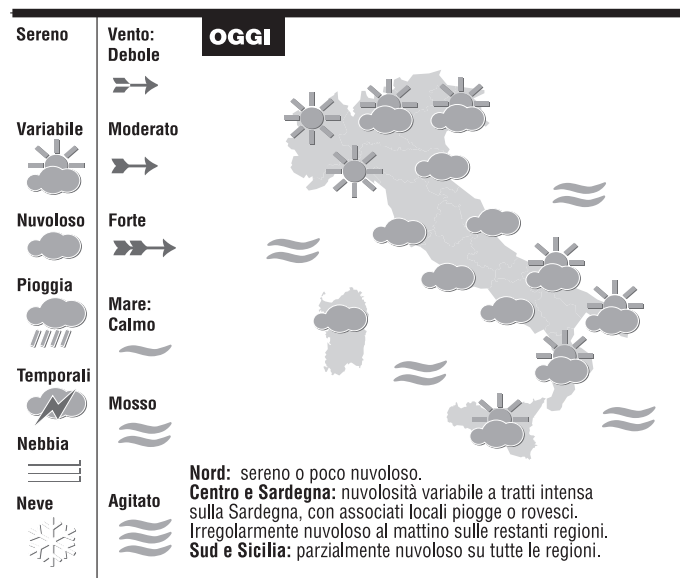 Sereno
Vento:
Debole
OGGI
Variabile
Moderato
Nuvoloso
Forte
Pioggia
Mare:
Calmo
Temporali
Mosso
Nebbia
Neve
Agitato
Nord: sereno o poco nuvoloso.
Centro e Sardegna: nuvolosità variabile a tratti intensa
sulla Sardegna, con associati locali piogge o rovesci.
Irregolarmente nuvoloso al mattino sulle restanti regioni.
Sud e Sicilia: parzialmente nuvoloso su tutte le regioni.